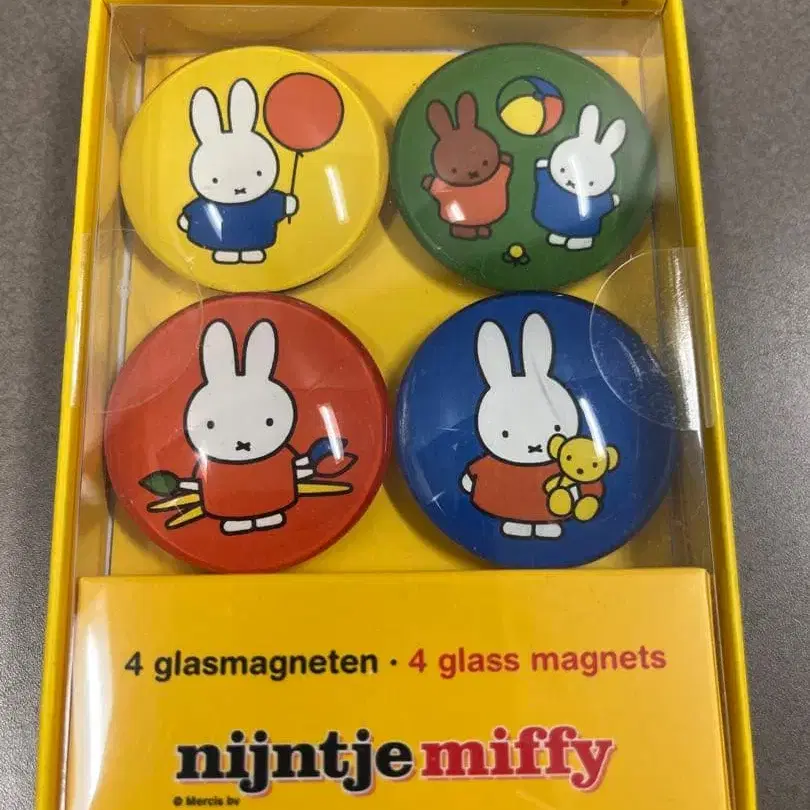 4 glasmagneten · 4 glass magnets
nijntje miffy
© Mercis bv